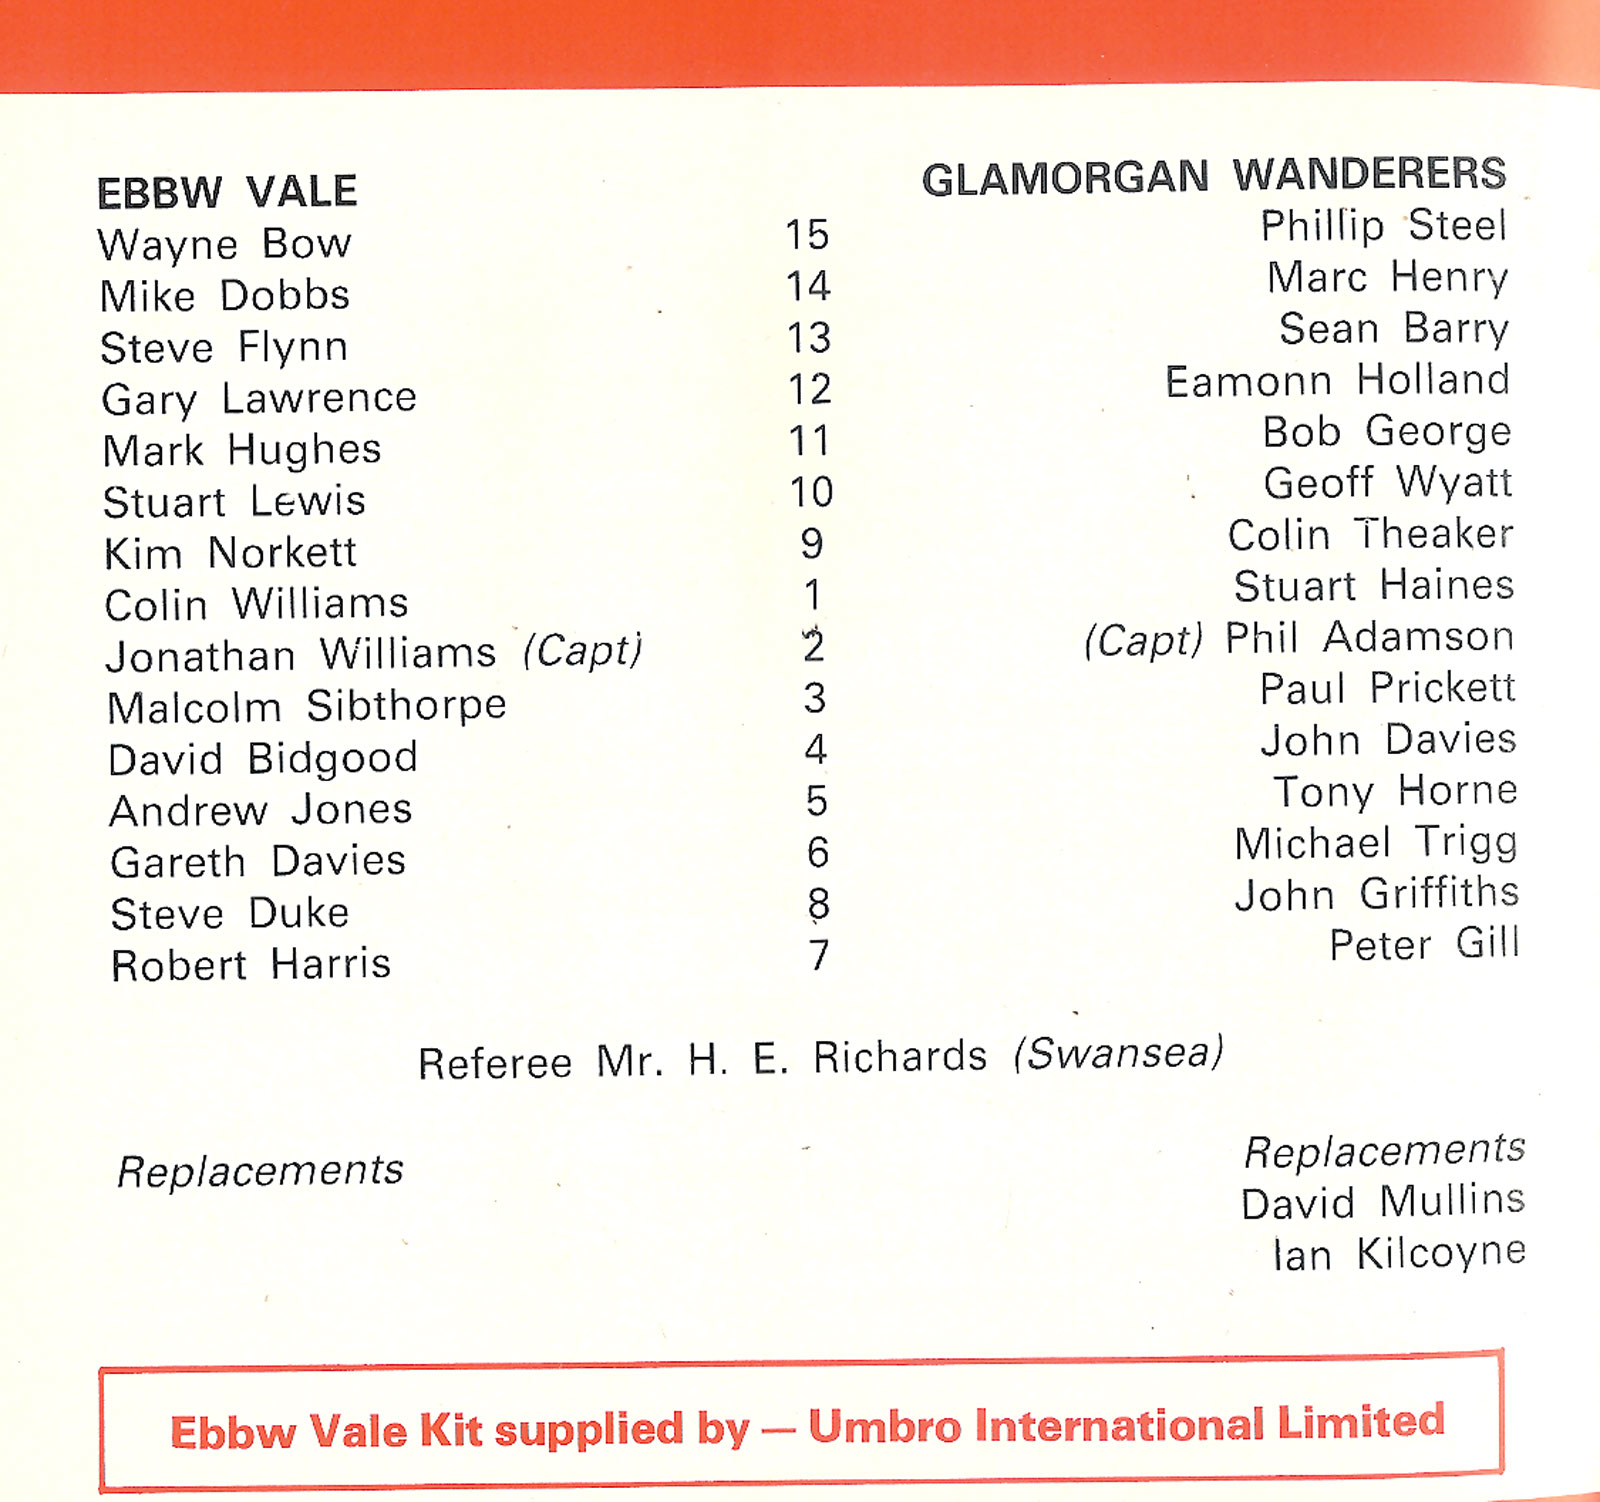 EBBW VALE GLAMORGAN WANDERERS
Wayne Bow 15 Phillip Steel
Mike Dobbs 14 Marc Henry
Steve Flynn 13 Sean Barry
Gary Lawrence 12 Eamonn Holland
Mark Hughes 11 Bob George
Stuart Lewis 10 Geoff Wyatt
Kim Norkett 9 Colin Theaker
Colin Williams 1 Stuart Haines
Jonathan Williams (Capt) 2 (Capt) Phil Adamson
Malcolm Sibthorpe 3 Paul Prickett
David Bidgood 4 John Davies
Andrew Jones 5 Tony Horne
Gareth Davies 6 Michael Trigg
Steve Duke 8 John Griffiths
Robert Harris 7 Peter Gill
Referee Mr. H. E. Richards (Swansea)
Replacements Replacements
David Mullins
Ian Kilcoyne
Ebbw Vale Kit supplied by — Umbro International Limited